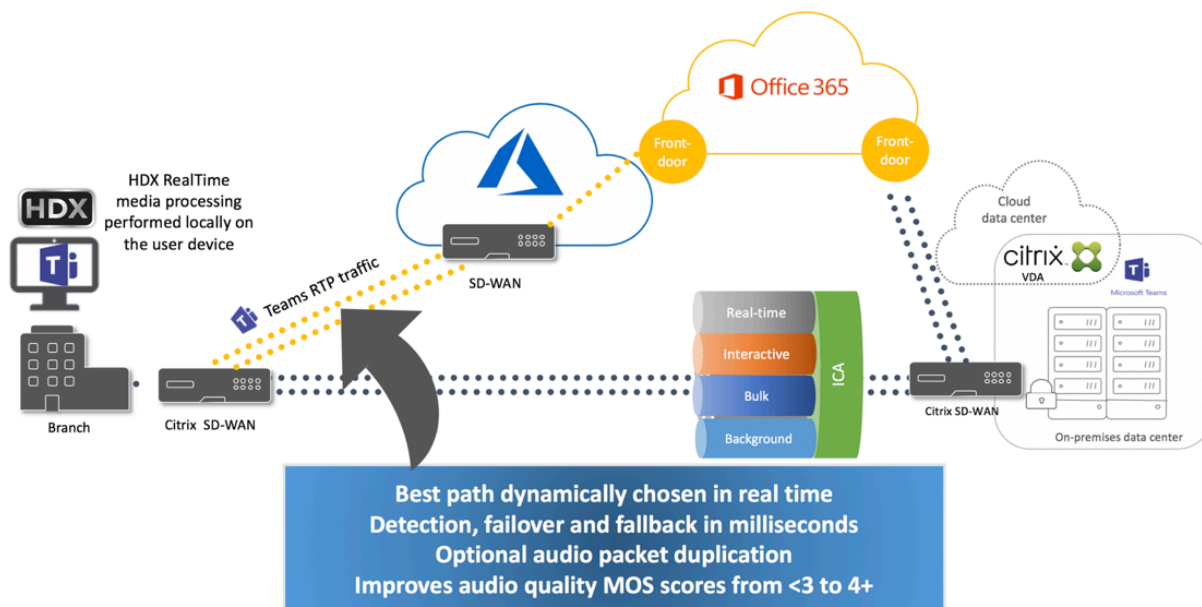 Office 365
Front-
door
Front-
door
HDX
HDX RealTime
media processing
performed locally on
the user device
Cloud
data center
citrix
VDA
Microsoft Teams
Teams RTP traffic
SD-WAN
Real-time
Interactive
Bulk
Background
ICA
Branch
Citrix SD-WAN
Citrix SD-WAN
On-premises data center
Best path dynamically chosen in real time
Detection, failover and fallback in milliseconds
Optional audio packet duplication
Improves audio quality MOS scores from <3 to 4+